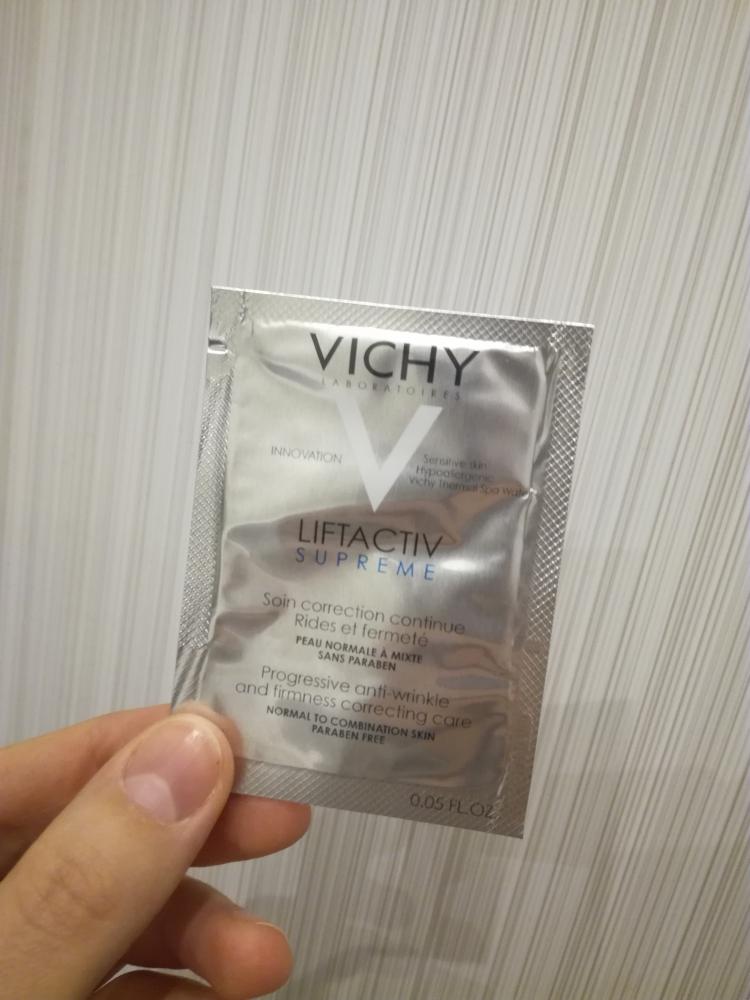 VICHY
LABORATOIRES
V
INNOVATION
Sensitive skin
Hypoallergenic
Vichy Thermal Spa Water
LIFTACTIV
SUPREME
Soin correction continue
Rides et fermeté
PEAU NORMALE À MIXTE
SANS PARABEN
Progressive anti-wrinkle
and firmness correcting care
NORMAL TO COMBINATION SKIN
PARABEN FREE
0.05 FL.OZ